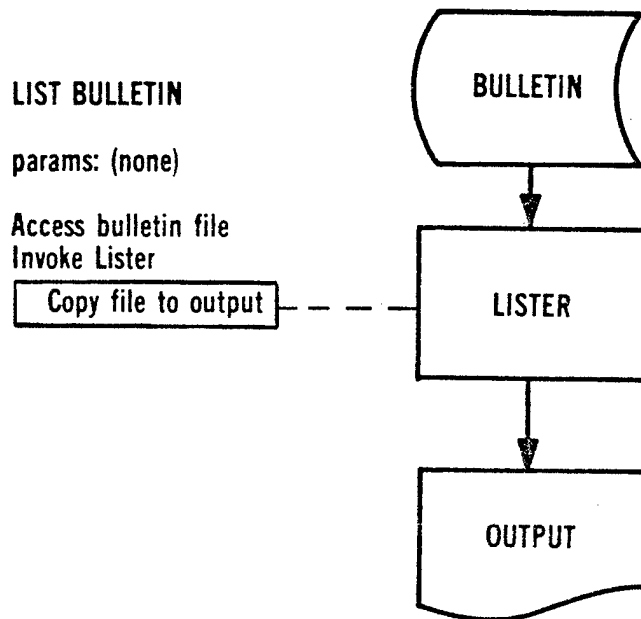 LIST BULLETIN
params: (none)
Access bulletin file
Invoke Lister
Copy file to output
BULLETIN
LISTER
OUTPUT